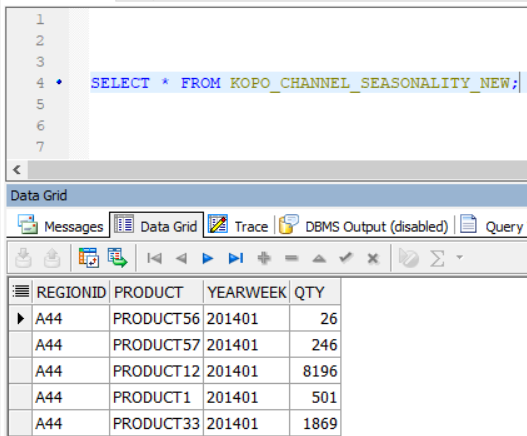 1
2
3
4 SELECT * FROM KOPO_CHANNEL_SEASONALITY_NEW;
5
6
7
Data Grid
Messages Data Grid Trace DBMS Output (disabled) Query
REGIONID PRODUCT YEARWEEK QTY
A44 PRODUCT56 201401 26
A44 PRODUCT57 201401 246
A44 PRODUCT12 201401 8196
A44 PRODUCT1 201401 501
A44 PRODUCT33 201401 1869